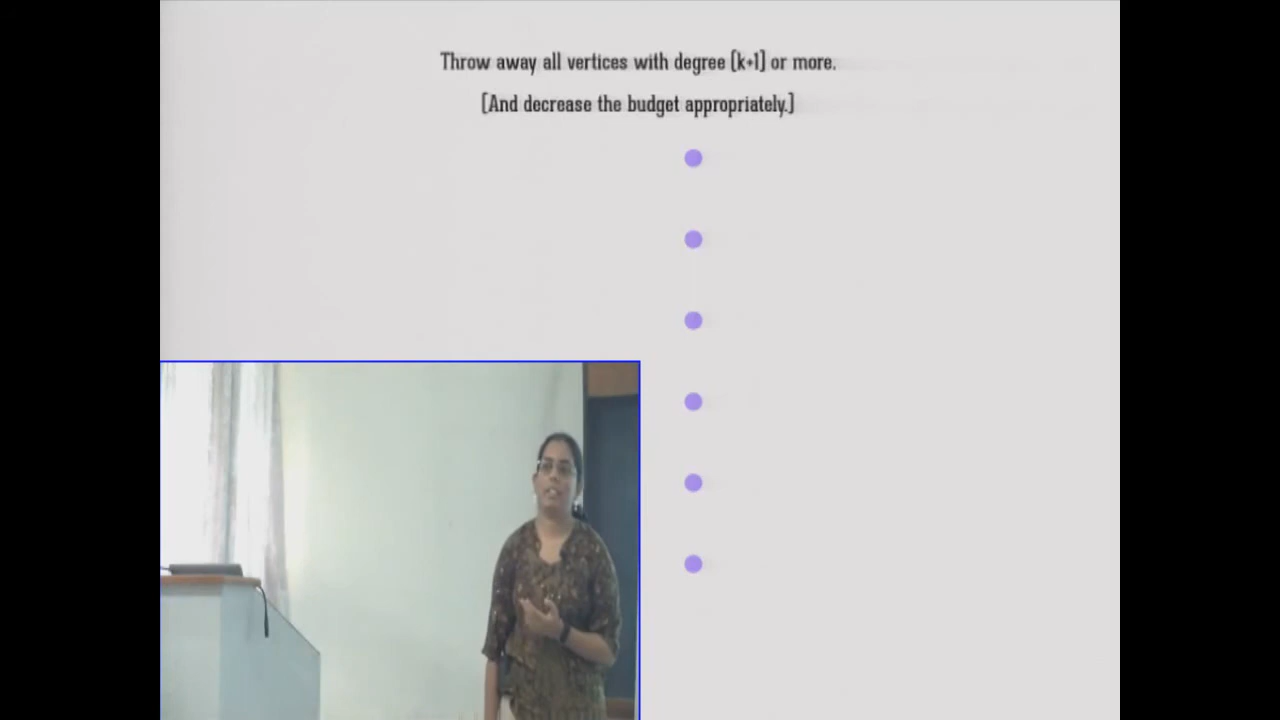 Throw away all vertices with degree [k+1] or more.
[And decrease the budget appropriately.]